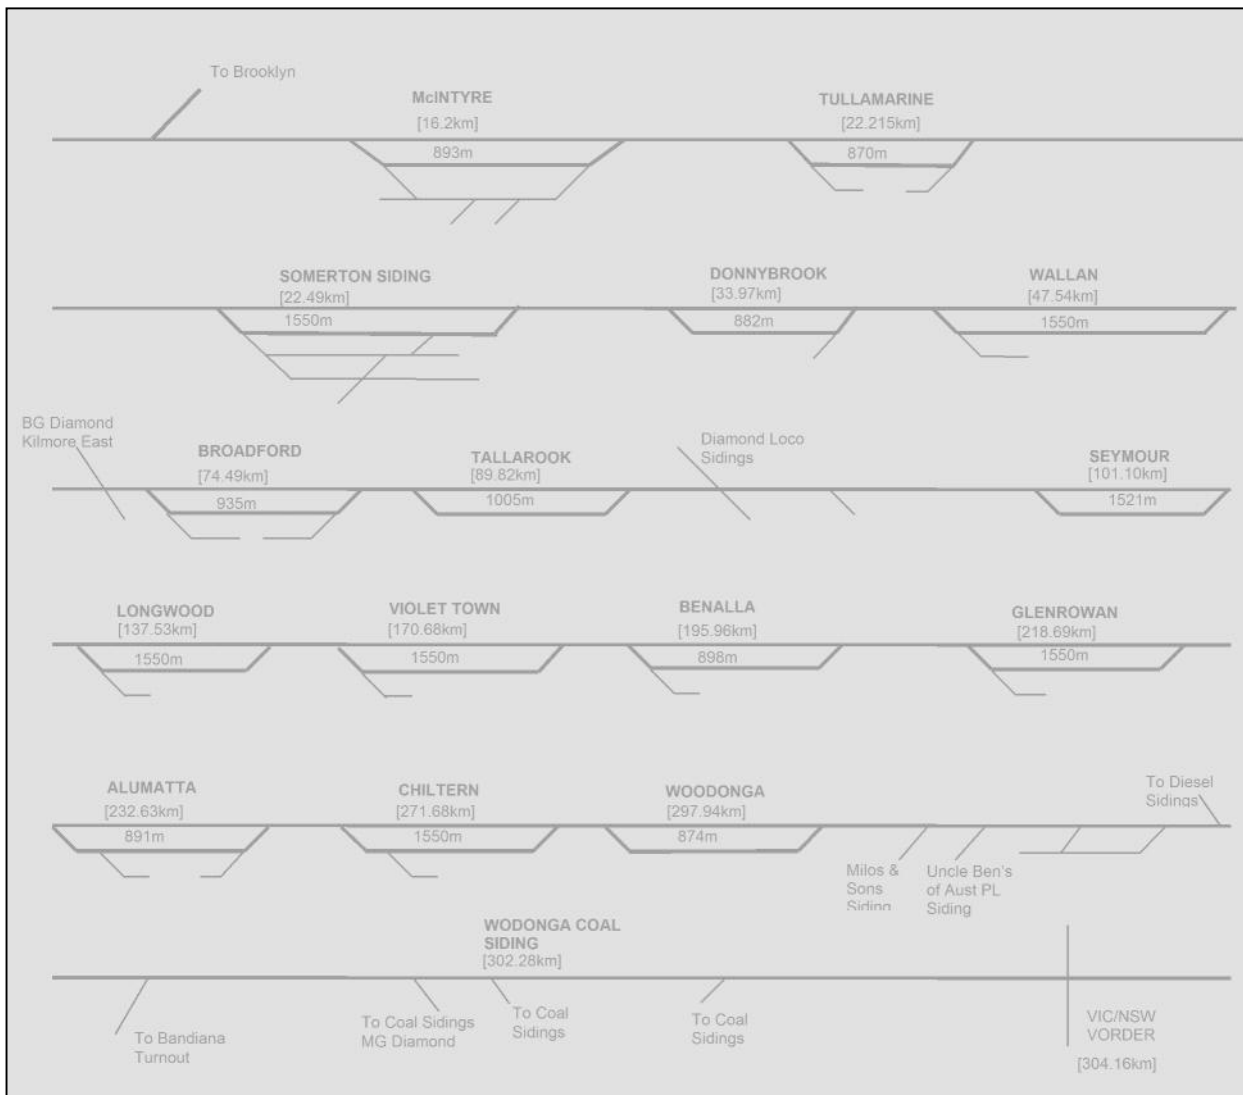 To Brooklyn
McINTYRE
[16.2km]
893m
TULLAMARINE
[22.215km]
870m
SOMERTON SIDING
[22.49km]
1550m
DONNYBROOK
[33.97km]
882m
WALLAN
[47.54km]
1550m
BG Diamond
Kilmore East
BROADFORD
[74.49km]
935m
TALLAROOK
[89.82km]
1005m
Diamond Loco
Sidings
SEYMOUR
[101.10km]
1521m
LONGWOOD
[137.53km]
1550m
VIOLET TOWN
[170.68km]
1550m
BENALLA
[195.96km]
898m
GLENROWAN
[218.69km]
1550m
ALUMATTA
[232.63km]
891m
CHILTERN
[271.68km]
1550m
WOODONGA
[297.94km]
874m
To Diesel
Sidings
Milos &
Sons
Siding
Uncle Ben's
of Aust PL
Siding
WODONGA COAL
SIDING
[302.28km]
To Bandiana
Turnout
To Coal Sidings
MG Diamond
To Coal
Sidings
To Coal
Sidings
VIC/NSW
VORDER
[304.16km]